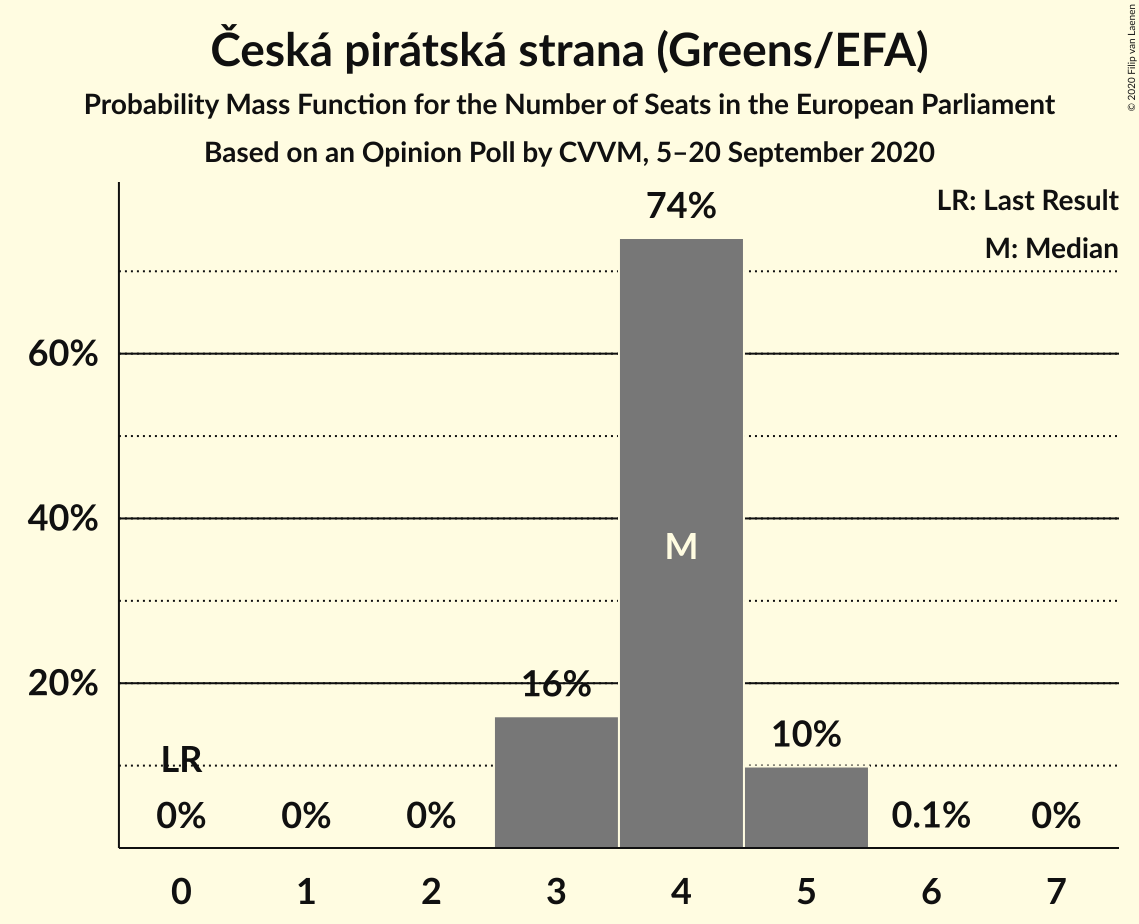 Česká pirátská strana (Greens/EFA)
Probability Mass Function for the Number of Seats in the European Parliament
Based on an Opinion Poll by CVVM, 5–20 September 2020
© 2020 Filip van Laenen
LR: Last Result
M: Median
74%
60%
40%
M
20%
16%
10%
LR
0%
0%
0%
0.1%
0%
0
1
2
3
4
5
6
7